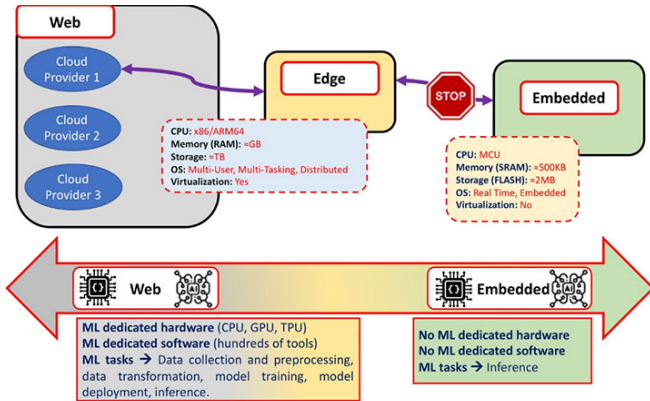 Web
Cloud
Provider 1
Cloud
Provider 2
Cloud
Provider 3
Edge
CPU: x86/ARM64
Memory (RAM): ≈GB
Storage: ≈TB
OS: Multi-User, Multi-Tasking, Distributed
Virtualization: Yes
STOP
Embedded
CPU: MCU
Memory (SRAM): ≈500KB
Storage (FLASH): ≈2MB
OS: Real Time, Embedded
Virtualization: No
Web
AI
Embedded
AI
ML dedicated hardware (CPU, GPU, TPU)
ML dedicated software (hundreds of tools)
ML tasks → Data collection and preprocessing,
data transformation, model training, model
deployment, inference.
No ML dedicated hardware
No ML dedicated software
ML tasks → Inference